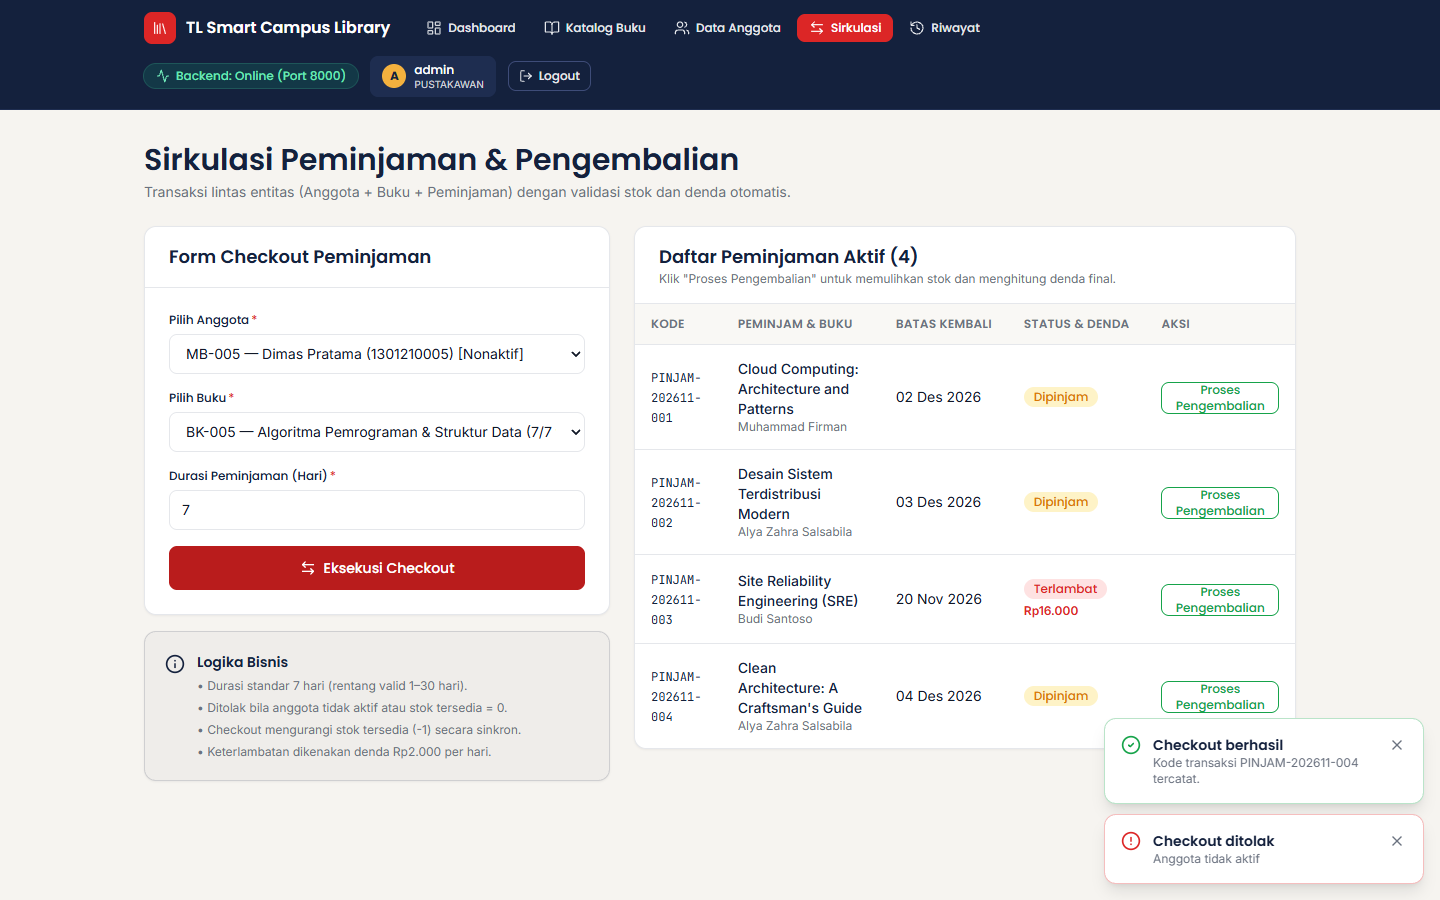 TL Smart Campus Library
Dashboard
Katalog Buku
Data Anggota
Sirkulasi
Riwayat
Backend: Online (Port 8000)
A
admin
PUSTAKAWAN
Logout
Sirkulasi Peminjaman & Pengembalian
Transaksi lintas entitas (Anggota + Buku + Peminjaman) dengan validasi stok dan denda otomatis.
Form Checkout Peminjaman
Pilih Anggota *
MB-005 — Dimas Pratama (1301210005) [Nonaktif]
Pilih Buku *
BK-005 — Algoritma Pemrograman & Struktur Data (7/7
Durasi Peminjaman (Hari) *
7
Eksekusi Checkout
Logika Bisnis
• Durasi standar 7 hari (rentang valid 1–30 hari).
• Ditolak bila anggota tidak aktif atau stok tersedia = 0.
• Checkout mengurangi stok tersedia (-1) secara sinkron.
• Keterlambatan dikenakan denda Rp2.000 per hari.
Daftar Peminjaman Aktif (4)
Klik "Proses Pengembalian" untuk memulihkan stok dan menghitung denda final.
KODE
PEMINJAM & BUKU
BATAS KEMBALI
STATUS & DENDA
AKSI
PINJAM-
202611-
001
Cloud Computing:
Architecture and
Patterns
Muhammad Firman
02 Des 2026
Dipinjam
Proses
Pengembalian
PINJAM-
202611-
002
Desain Sistem
Terdistribusi
Modern
Alya Zahra Salsabila
03 Des 2026
Dipinjam
Proses
Pengembalian
PINJAM-
202611-
003
Site Reliability
Engineering (SRE)
Budi Santoso
20 Nov 2026
Terlambat
Rp16.000
Proses
Pengembalian
PINJAM-
202611-
004
Clean
Architecture: A
Craftsman's Guide
Alya Zahra Salsabila
04 Des 2026
Dipinjam
Proses
Pengembalian
Checkout berhasil
Kode transaksi PINJAM-202611-004
tercatat.
Checkout ditolak
Anggota tidak aktif